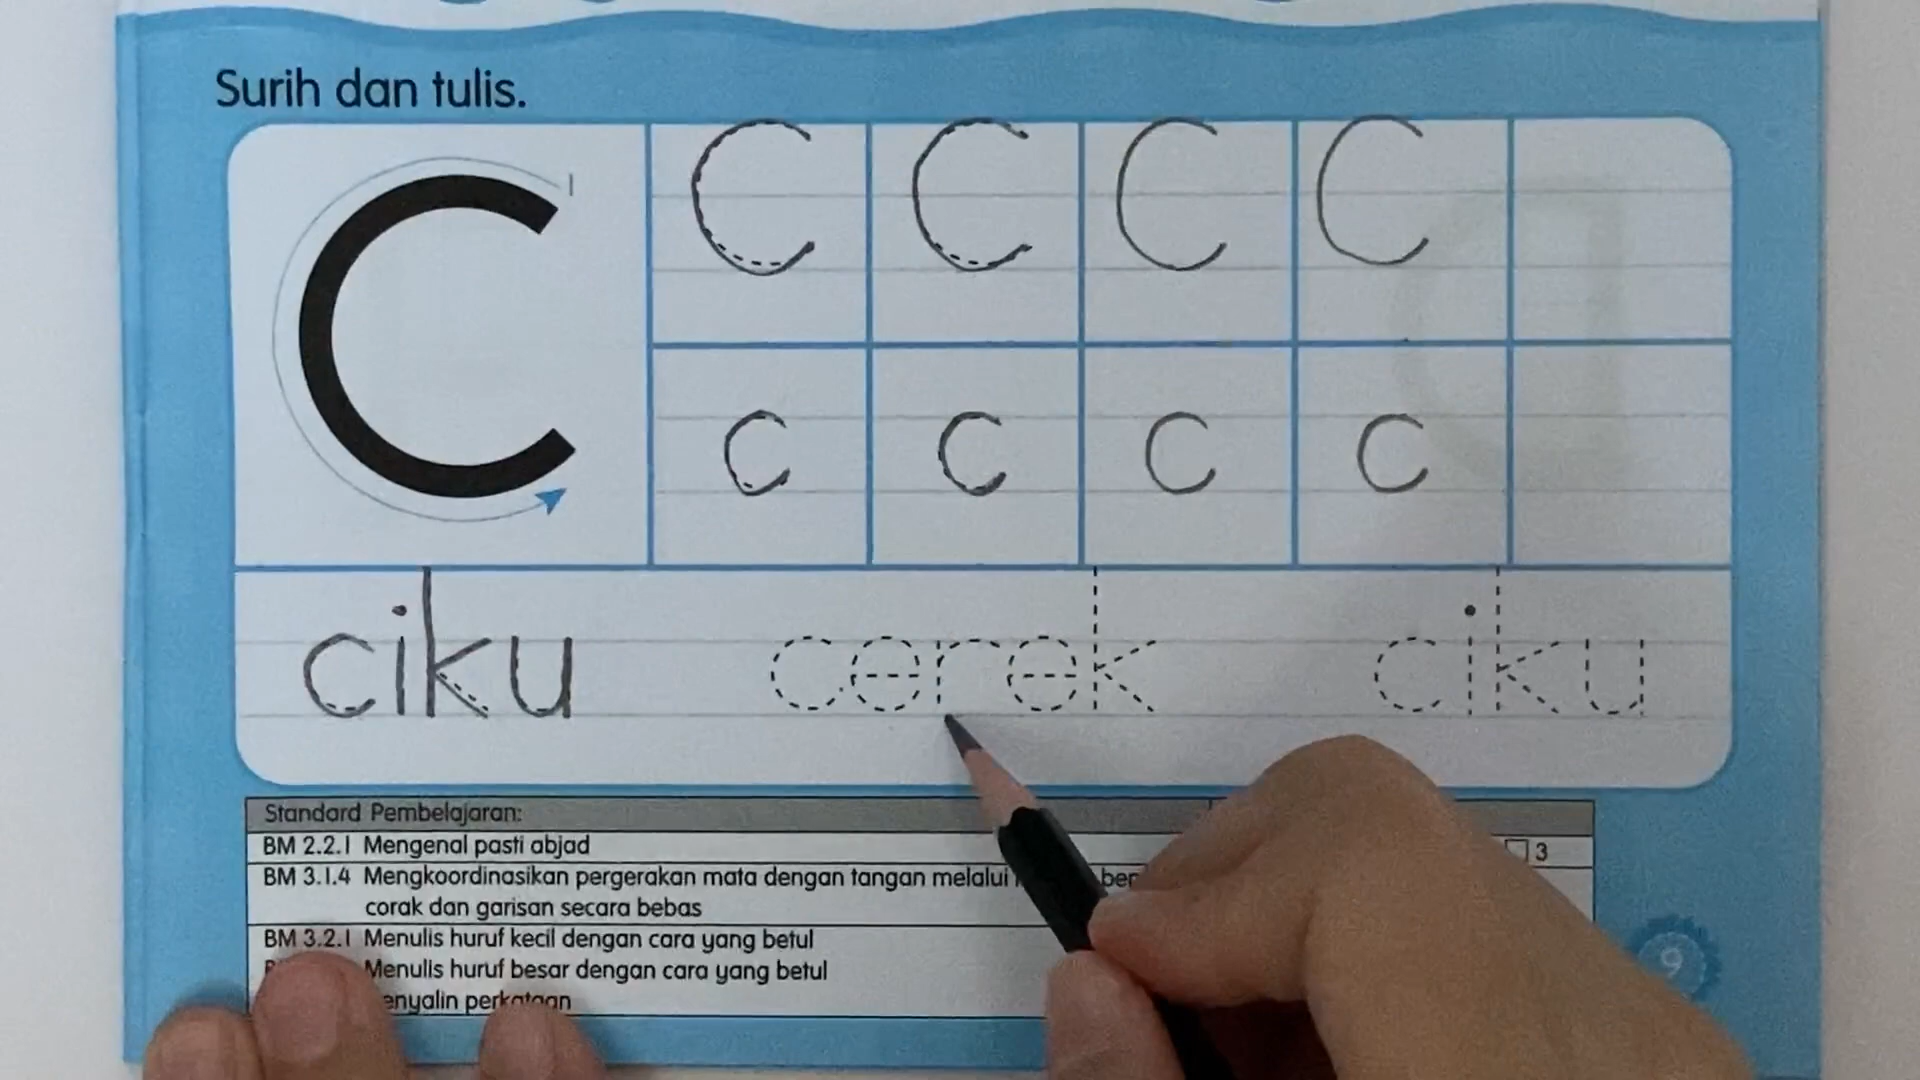 Surih dan tulis.
C C C C C
c c c c
ciku cerek ciku
Standard Pembelajaran:
BM 2.2.1 Mengenal pasti abjad
3
BM 3.1.4 Mengkoordinasikan pergerakan mata dengan tangan melalui
corak dan garisan secara bebas
BM 3.2.1 Menulis huruf kecil dengan cara yang betul
Menulis huruf besar dengan cara yang betul
enyalin perkataan
9